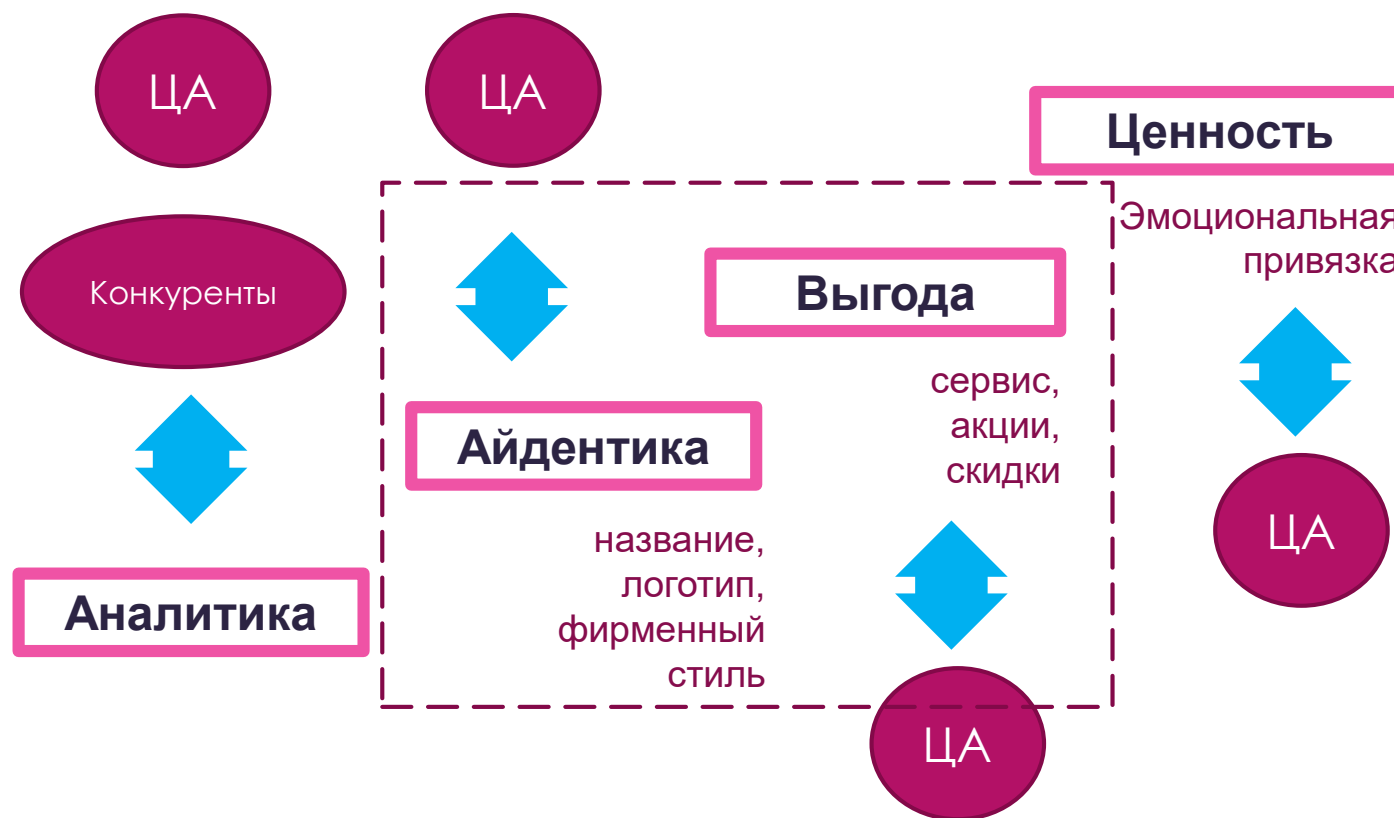 ЦА
Конкуренты
Аналитика
ЦА
Айдентика
название,
логотип,
фирменный
стиль
Выгода
сервис,
акции,
скидки
ЦА
Ценность
Эмоциональная
привязка
ЦА